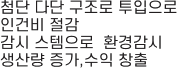 첨단 다단 구조로 투입으로
인건비 절감
감시 스템으로  환경감시
생산량 증가,수익 창출